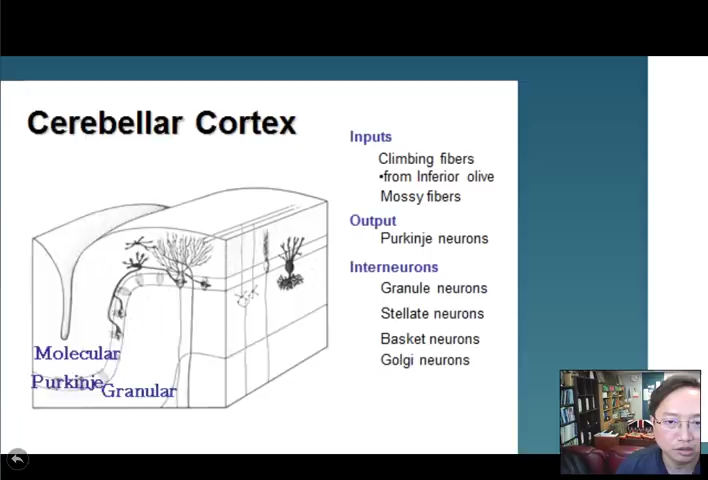 Cerebellar Cortex
Inputs
Climbing fibers
•from Inferior olive
Mossy fibers
Output
Purkinje neurons
Interneurons
Granule neurons
Stellate neurons
Basket neurons
Golgi neurons
Molecular
Purkinje
Granular